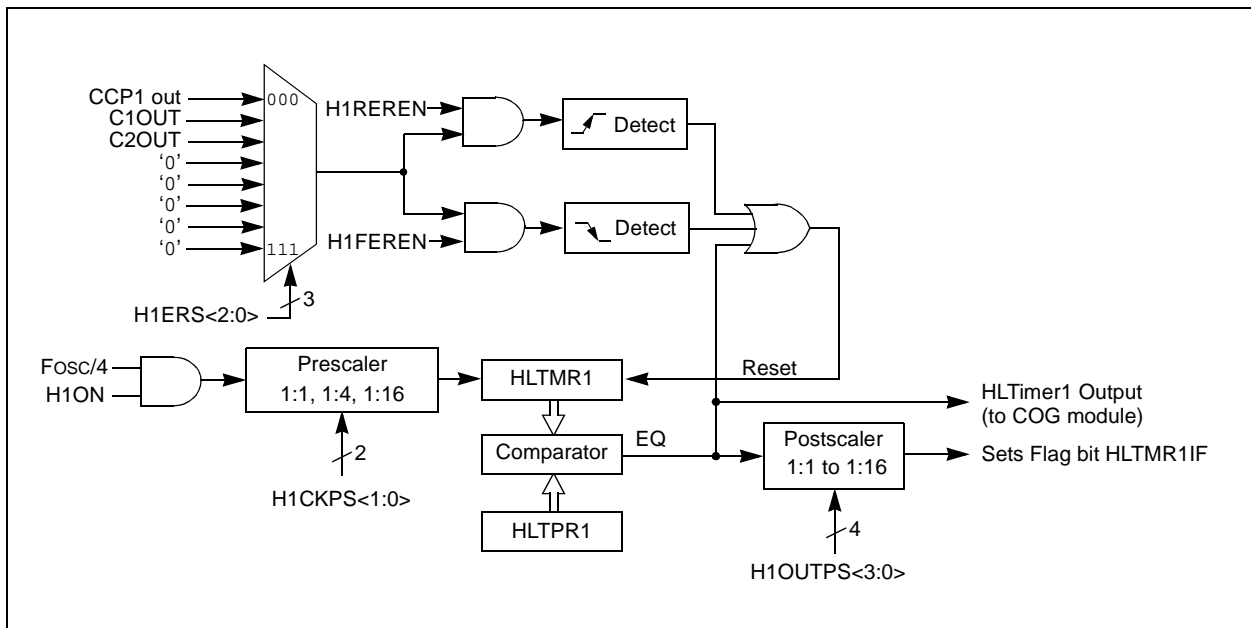 CCP1 out
C1OUT
C2OUT
‘0’
‘0’
‘0’
‘0’
‘0’
000
111
H1ERS<2:0>
3
H1REREN
H1FEREN
Detect
Detect
FOSC/4
H1ON
Prescaler
1:1, 1:4, 1:16
2
H1CKPS<1:0>
HLTMR1
Reset
Comparator
EQ
HLTPR1
Postscaler
1:1 to 1:16
4
H1OUTPS<3:0>
HLTimer1 Output
(to COG module)
Sets Flag bit HLTMR1IF